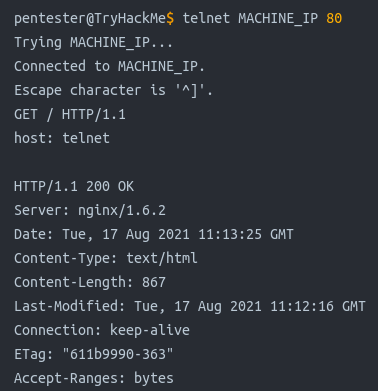 pentester@TryHackMe$ telnet MACHINE_IP 80
Trying MACHINE_IP...
Connected to MACHINE_IP.
Escape character is '^]'.
GET / HTTP/1.1
host: telnet

HTTP/1.1 200 OK
Server: nginx/1.6.2
Date: Tue, 17 Aug 2021 11:13:25 GMT
Content-Type: text/html
Content-Length: 867
Last-Modified: Tue, 17 Aug 2021 11:12:16 GMT
Connection: keep-alive
ETag: "611b9990-363"
Accept-Ranges: bytes